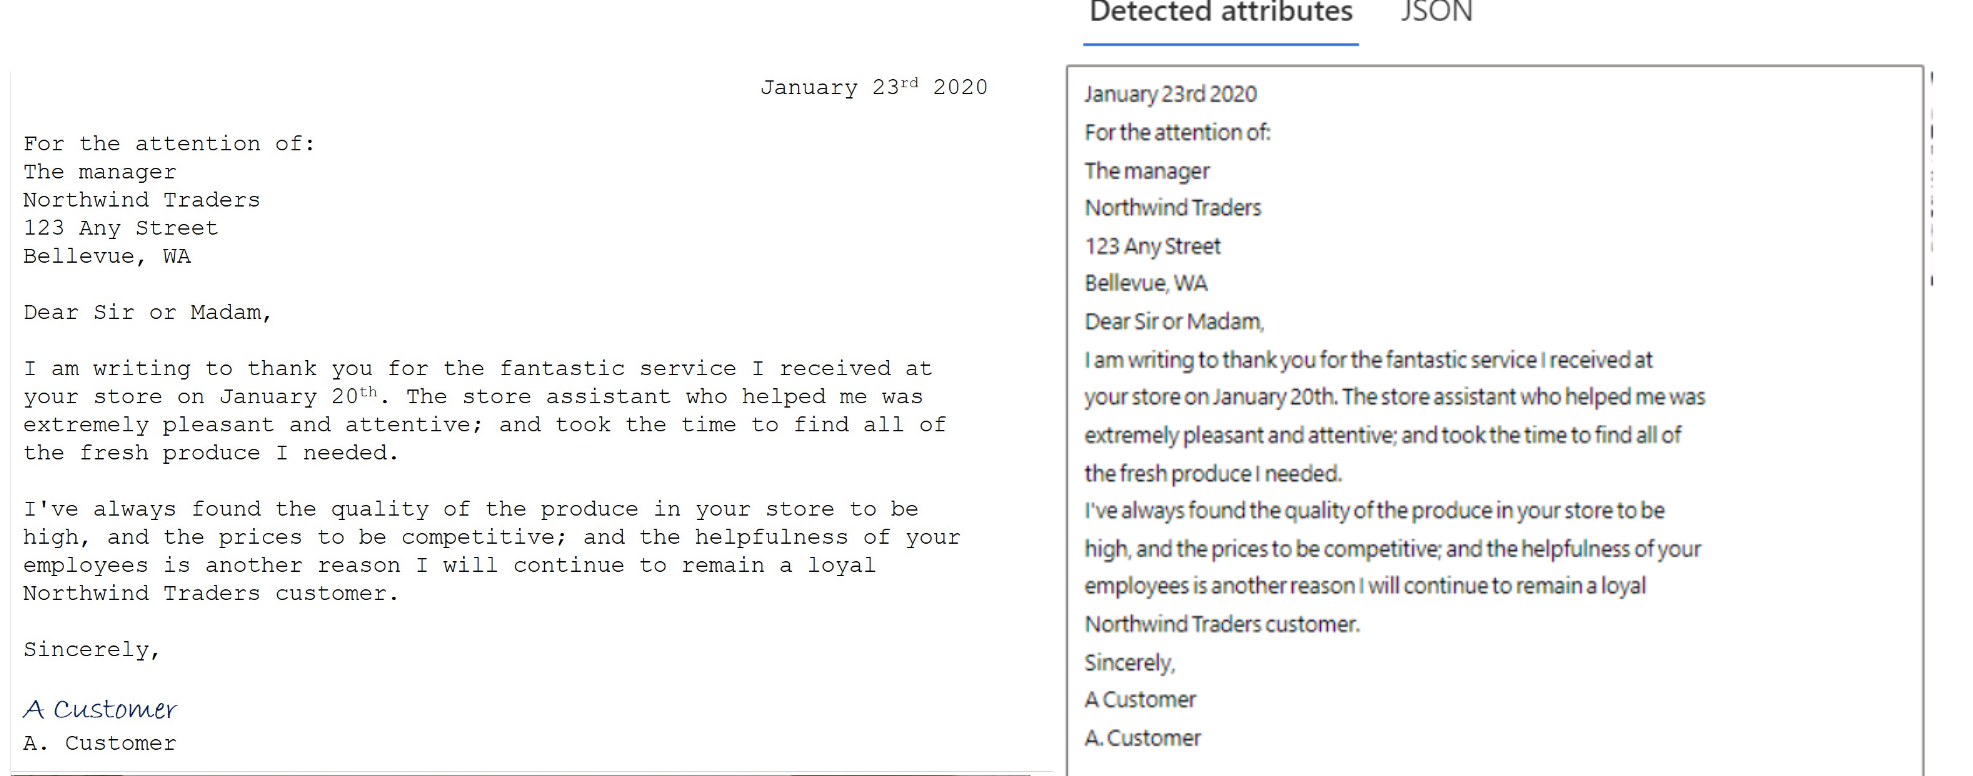 January 23rd 2020
For the attention of:
The manager
Northwind Traders
123 Any Street
Bellevue, WA
Dear Sir or Madam,
I am writing to thank you for the fantastic service I received at
your store on January 20th. The store assistant who helped me was
extremely pleasant and attentive; and took the time to find all of
the fresh produce I needed.
I've always found the quality of the produce in your store to be
high, and the prices to be competitive; and the helpfulness of your
employees is another reason I will continue to remain a loyal
Northwind Traders customer.
Sincerely,
A Customer
A. Customer
Detected attributes
JSON
January 23rd 2020
For the attention of:
The manager
Northwind Traders
123 Any Street
Bellevue, WA
Dear Sir or Madam,
I am writing to thank you for the fantastic service I received at
your store on January 20th. The store assistant who helped me was
extremely pleasant and attentive; and took the time to find all of
the fresh produce I needed.
I've always found the quality of the produce in your store to be
high, and the prices to be competitive; and the helpfulness of your
employees is another reason I will continue to remain a loyal
Northwind Traders customer.
Sincerely,
A Customer
A. Customer